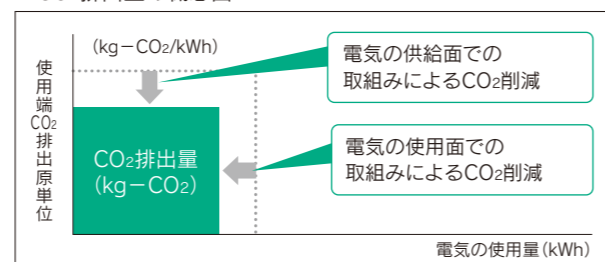 (kg−CO₂/kWh)
使用端CO₂排出原単位
電気の供給面での
取組みによるCO₂削減
電気の使用面での
取組みによるCO₂削減
CO₂排出量
(kg−CO₂)
電気の使用量(kWh)